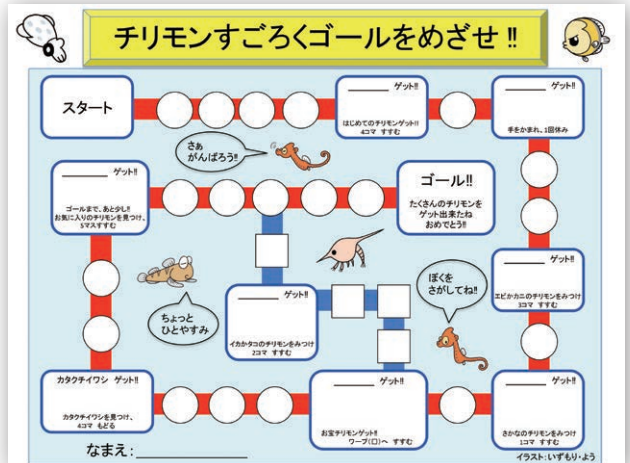 チリモンすごろくゴールをめざせ!!
スタート
______ ゲット!!
はじめてのチリモンゲット!!
4コマ すすむ
______ ゲット!!
手をかまれ、1回休み
さぁ
がんばろう!!
______ ゲット!!
ゴールまで、あと少し!!
お気に入りのチリモンを見つけ、
5マスすすむ
ゴール!!
たくさんのチリモンを
ゲット出来たね
おめでとう!!
______ ゲット!!
エビかカニのチリモンをみつけ
3コマ すすむ
ぼくを
さがしてね!!
ちょっと
ひとやすみ
______ ゲット!!
イカかタコのチリモンをみつけ
2コマ すすむ
カタクチイワシ ゲット!!
カタクチイワシを見つけ、
4コマ もどる
______ ゲット!!
お宝チリモンゲット!!
ワープ(口)へ すすむ
______ ゲット!!
さかなのチリモンをみつけ
1コマ すすむ
なまえ:______________
イラスト:いずもり・よう